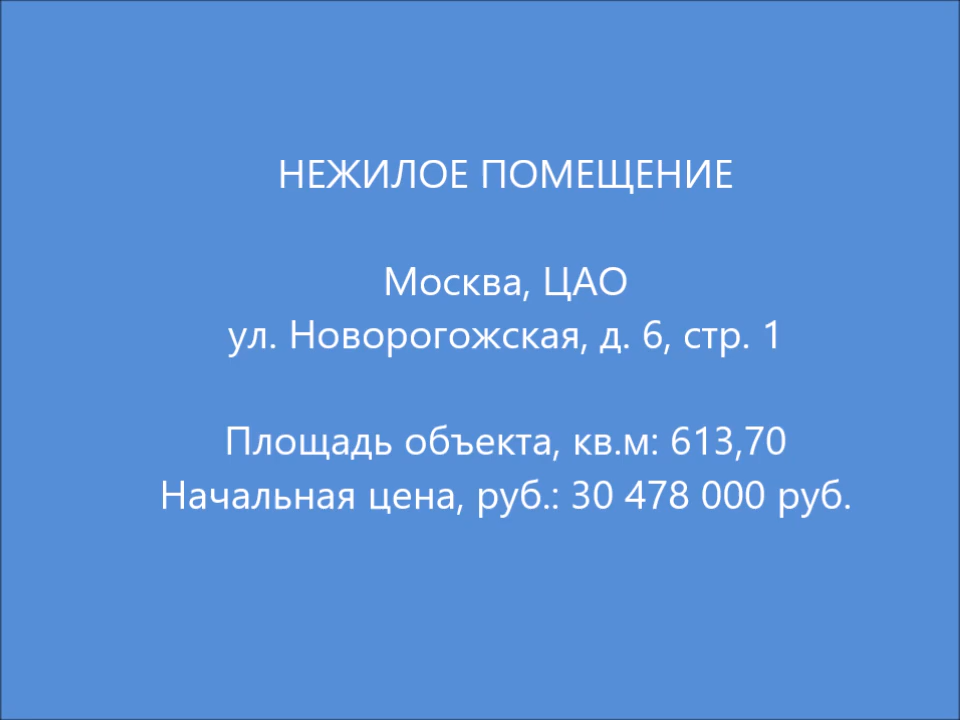 НЕЖИЛОЕ ПОМЕЩЕНИЕ
Москва, ЦАО
ул. Новорогожская, д. 6, стр. 1
Площадь объекта, кв.м: 613,70
Начальная цена, руб.: 30 478 000 руб.